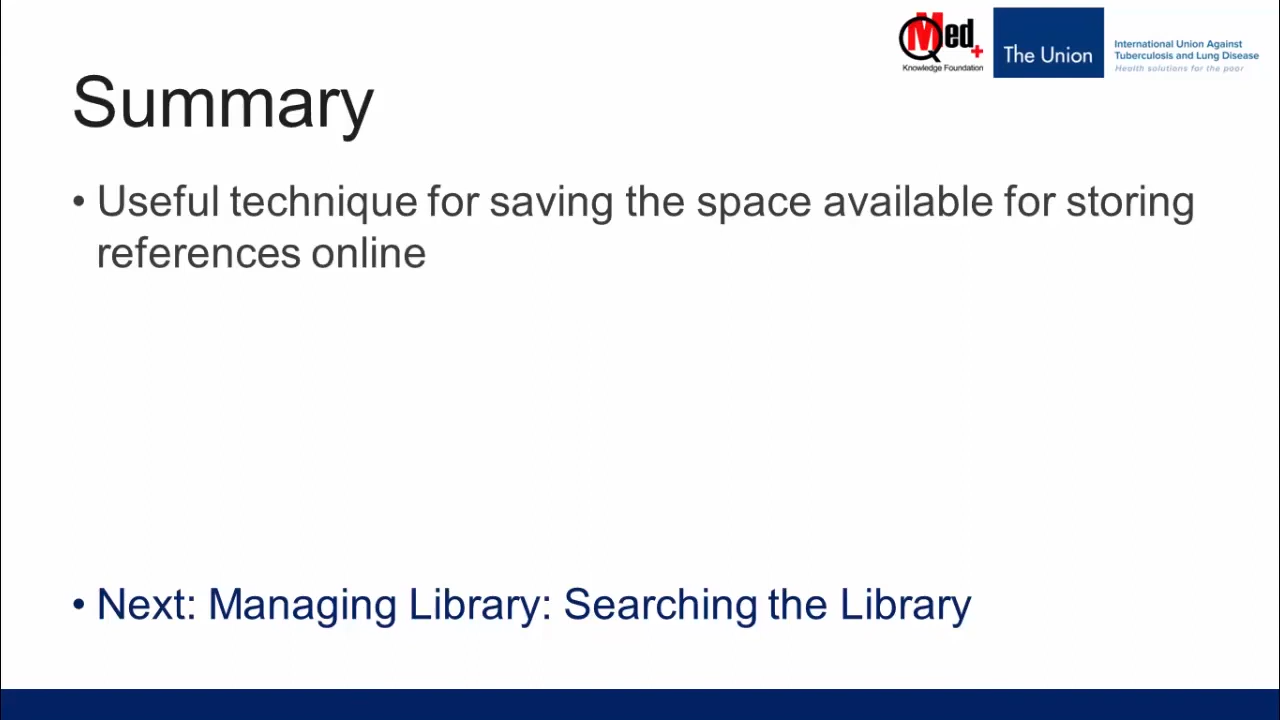 QMed+
Knowledge Foundation
The Union
International Union Against
Tuberculosis and Lung Disease
Health solutions for the poor
Summary
• Useful technique for saving the space available for storing
references online
• Next: Managing Library: Searching the Library